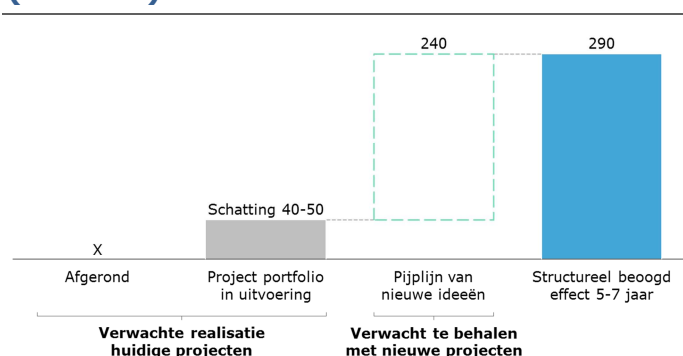 240
290
Schatting 40-50
X
Afgerond
Project portfolio
in uitvoering
Pijplijn van
nieuwe ideeën
Structureel beoogd
effect 5-7 jaar
Verwachte realisatie
huidige projecten
Verwacht te behalen
met nieuwe projecten